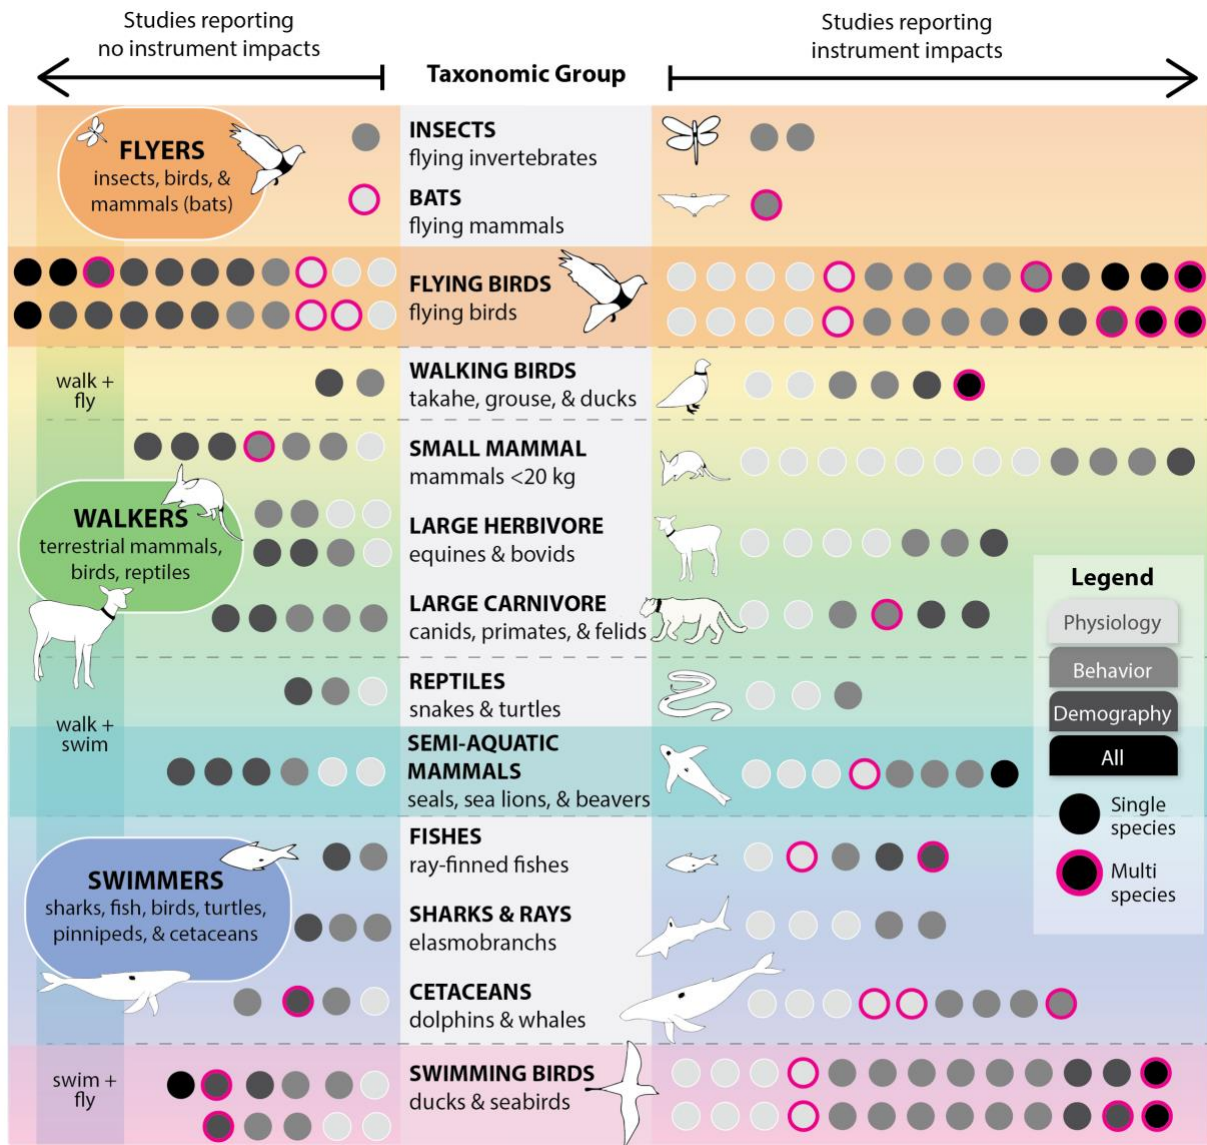 Studies reporting
no instrument impacts
Taxonomic Group
Studies reporting
instrument impacts
FLYERS
insects, birds, &
mammals (bats)
INSECTS
flying invertebrates
BATS
flying mammals
FLYING BIRDS
flying birds
walk +
fly
WALKING BIRDS
takahe, grouse, & ducks
SMALL MAMMAL
mammals <20 kg
WALKERS
terrestrial mammals,
birds, reptiles
LARGE HERBIVORE
equines & bovids
LARGE CARNIVORE
canids, primates, & felids
REPTILES
snakes & turtles
walk +
swim
SEMI-AQUATIC
MAMMALS
seals, sea lions, & beavers
Legend
Physiology
Behavior
Demography
All
Single
species
Multi
species
FISHES
ray-finned fishes
SWIMMERS
sharks, fish, birds, turtles,
pinnipeds, & cetaceans
SHARKS & RAYS
elasmobranchs
CETACEANS
dolphins & whales
swim +
fly
SWIMMING BIRDS
ducks & seabirds